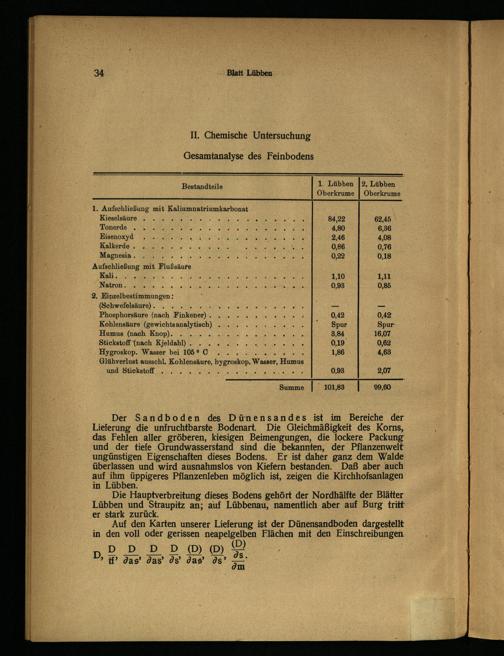 34
Blatt Lübben
II. Chemische Untersuchung
Gesamtanalyse des Feinbodens
Bestandteile | 1. Lübben Oberkrume | 2. Lübben Oberkrume
1. Aufschließung mit Kaliumnatriumkarbonat
Kieselsäure . . . . . . . . . . 84,22 62,45
Tonerde . . . . . . . . . . 4,80 6,36
Eisenoxyd . . . . . . . . . . 2,46 4,08
Kalkerde . . . . . . . . . . 0,86 0,76
Magnesia . . . . . . . . . . 0,22 0,18
Aufschließung mit Flußsäure
Kali . . . . . . . . . . 1,10 1,11
Natron . . . . . . . . . . 0,93 0,85
2. Einzelbestimmungen:
(Schwefelsäure) . . . . . . . . . . — —
Phosphorsäure (nach Finkener) . . . . . . 0,42 0,42
Kohlensäure (gewichtsanalytisch) . . . . . . Spur Spur
Humus (nach Knop) . . . . . . . . 3,84 16,07
Stickstoff (nach Kjeldahl) . . . . . . . . 0,19 0,62
Hygroskop. Wasser bei 105° C . . . . . . 1,86 4,63
Glühverlust ausschl. Kohlensäure, hygroskop. Wasser, Humus
und Stickstoff . . . . . . . . . . 0,93 2,07
Summe 101,83 99,60
Der Sandboden des Dünensandes ist im Bereiche der
Lieferung die unfruchtbarste Bodenart. Die Gleichmäßigkeit des Korns,
das Fehlen aller gröberen, kiesigen Beimengungen, die lockere Packung
und der tiefe Grundwasserstand sind die bekannten, der Pflanzenwelt
ungünstigen Eigenschaften dieses Bodens. Er ist daher ganz dem Walde
überlassen und wird ausnahmslos von Kiefern bestanden. Daß aber auch
auf ihm üppigeres Pflanzenleben möglich ist, zeigen die Kirchhofsanlagen
in Lübben.
Die Hauptverbreitung dieses Bodens gehört der Nordhälfte der Blätter
Lübben und Straupitz an; auf Lübbenau, namentlich aber auf Burg tritt
er stark zurück.
Auf den Karten unserer Lieferung ist der Dünensandboden dargestellt
in den voll oder gerissen neapelgelben Flächen mit den Einschreibungen
D, D/tf, D/∂as, D/∂as, D/∂s, (D)/∂as, (D)/∂s, (D)/∂s/∂m.